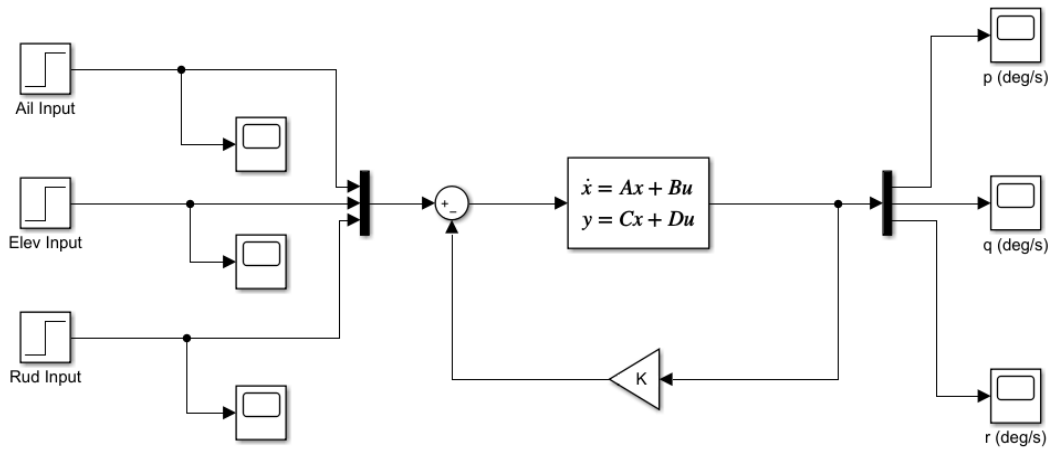 Ail Input
Elev Input
Rud Input
+
−
ẋ = Ax + Bu
y = Cx + Du
K
p (deg/s)
q (deg/s)
r (deg/s)